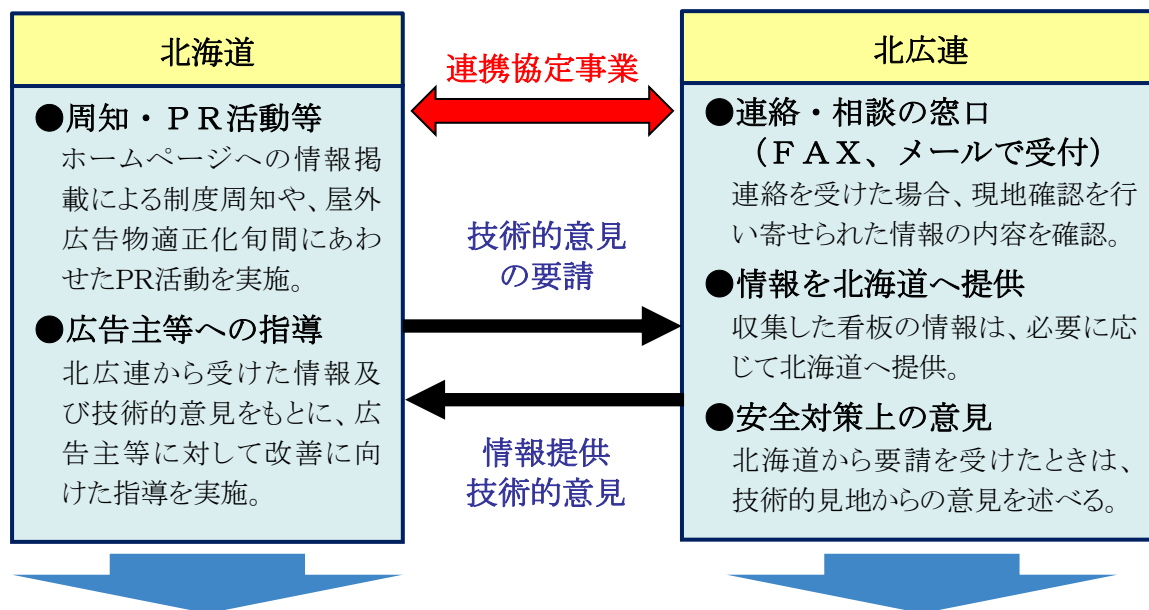 北海道
●周知・ＰＲ活動等
ホームページへの情報掲
載による制度周知や、屋外
広告物適正化旬間にあわ
せたPR活動を実施。
●広告主等への指導
北広連から受けた情報及
び技術的意見をもとに、広
告主等に対して改善に向
けた指導を実施。
連携協定事業
技術的意見
の要請
情報提供
技術的意見
北広連
●連絡・相談の窓口
（ＦＡＸ、メールで受付）
連絡を受けた場合、現地確認を行
い寄せられた情報の内容を確認。
●情報を北海道へ提供
収集した看板の情報は、必要に応
じて北海道へ提供。
●安全対策上の意見
北海道から要請を受けたときは、
技術的見地からの意見を述べる。